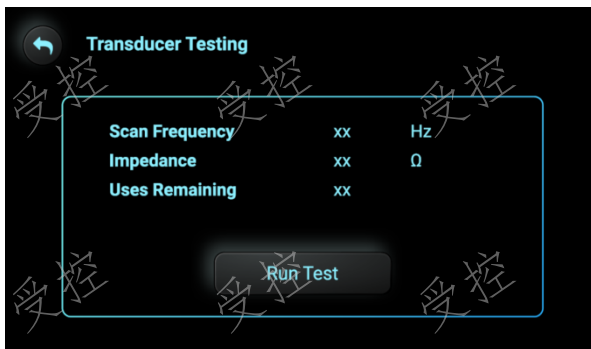 Transducer Testing
Scan Frequency xx Hz
Impedance xx Ω
Uses Remaining xx
Run Test
受控
受控
受控
受控
受控
受控